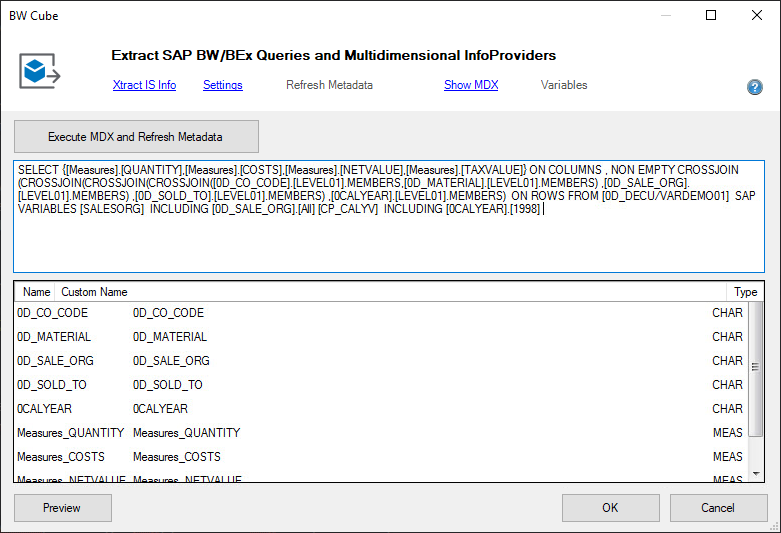 BW Cube
Extract SAP BW/BEx Queries and Multidimensional InfoProviders
Xtract IS Info Settings Refresh Metadata Show MDX Variables
Execute MDX and Refresh Metadata
SELECT {[Measures].[QUANTITY],[Measures].[COSTS],[Measures].[NETVALUE],[Measures].[TAXVALUE]} ON COLUMNS , NON EMPTY CROSSJOIN
(CROSSJOIN(CROSSJOIN(CROSSJOIN([0D_CO_CODE].[LEVEL01].MEMBERS,[0D_MATERIAL].[LEVEL01].MEMBERS) ,[0D_SALE_ORG].
[LEVEL01].MEMBERS) ,[0D_SOLD_TO].[LEVEL01].MEMBERS) ,[0CALYEAR].[LEVEL01].MEMBERS) ON ROWS FROM [0D_DECU/VARDEMO01] SAP
VARIABLES [SALESORG] INCLUDING [0D_SALE_ORG].[All] [CP_CALYV] INCLUDING [0CALYEAR].[1998]
Name Custom Name Type
0D_CO_CODE 0D_CO_CODE CHAR
0D_MATERIAL 0D_MATERIAL CHAR
0D_SALE_ORG 0D_SALE_ORG CHAR
0D_SOLD_TO 0D_SOLD_TO CHAR
0CALYEAR 0CALYEAR CHAR
Measures_QUANTITY Measures_QUANTITY MEAS
Measures_COSTS Measures_COSTS MEAS
Measures_NETVALUE Measures_NETVALUE MEAS
Preview OK Cancel